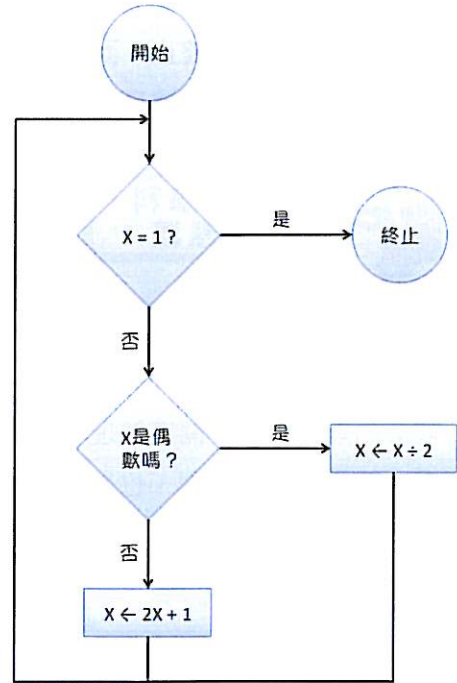 開始
X = 1 ?
是
終止
否
X是偶
數嗎？
是
X ← X ÷ 2
否
X ← 2X + 1